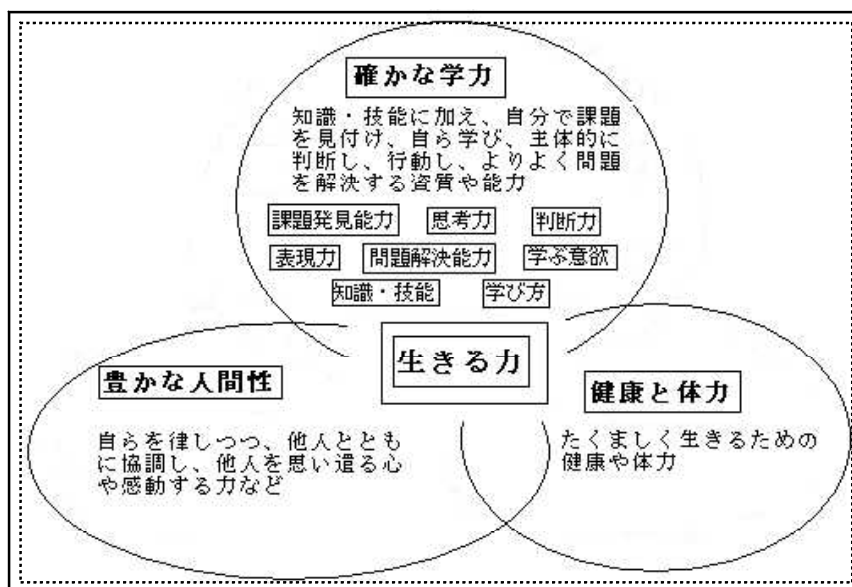 確かな学力
知識・技能に加え、自分で課題
を見付け、自ら学び、主体的に
判断し、行動し、よりよく問題
を解決する資質や能力
課題発見能力 思考力 判断力
表現力 問題解決能力 学ぶ意欲
知識・技能 学び方
生きる力
豊かな人間性
自らを律しつつ、他人ととも
に協調し、他人を思い遣る心
や感動する力など
健康と体力
たくましく生きるための
健康や体力